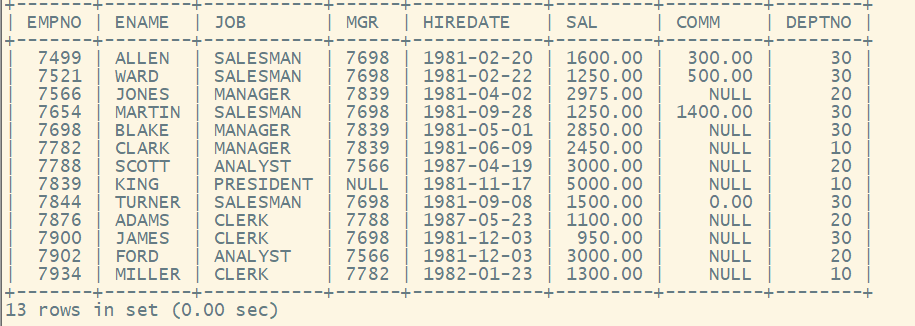 +-------+--------+-----------+------+------------+---------+---------+--------+
| EMPNO | ENAME  | JOB       | MGR  | HIREDATE   | SAL     | COMM    | DEPTNO |
+-------+--------+-----------+------+------------+---------+---------+--------+
|  7499 | ALLEN  | SALESMAN  | 7698 | 1981-02-20 | 1600.00 |  300.00 |     30 |
|  7521 | WARD   | SALESMAN  | 7698 | 1981-02-22 | 1250.00 |  500.00 |     30 |
|  7566 | JONES  | MANAGER   | 7839 | 1981-04-02 | 2975.00 |    NULL |     20 |
|  7654 | MARTIN | SALESMAN  | 7698 | 1981-09-28 | 1250.00 | 1400.00 |     30 |
|  7698 | BLAKE  | MANAGER   | 7839 | 1981-05-01 | 2850.00 |    NULL |     30 |
|  7782 | CLARK  | MANAGER   | 7839 | 1981-06-09 | 2450.00 |    NULL |     10 |
|  7788 | SCOTT  | ANALYST   | 7566 | 1987-04-19 | 3000.00 |    NULL |     20 |
|  7839 | KING   | PRESIDENT | NULL | 1981-11-17 | 5000.00 |    NULL |     10 |
|  7844 | TURNER | SALESMAN  | 7698 | 1981-09-08 | 1500.00 |    0.00 |     30 |
|  7876 | ADAMS  | CLERK     | 7788 | 1987-05-23 | 1100.00 |    NULL |     20 |
|  7900 | JAMES  | CLERK     | 7698 | 1981-12-03 |  950.00 |    NULL |     30 |
|  7902 | FORD   | ANALYST   | 7566 | 1981-12-03 | 3000.00 |    NULL |     20 |
|  7934 | MILLER | CLERK     | 7782 | 1982-01-23 | 1300.00 |    NULL |     10 |
+-------+--------+-----------+------+------------+---------+---------+--------+
13 rows in set (0.00 sec)